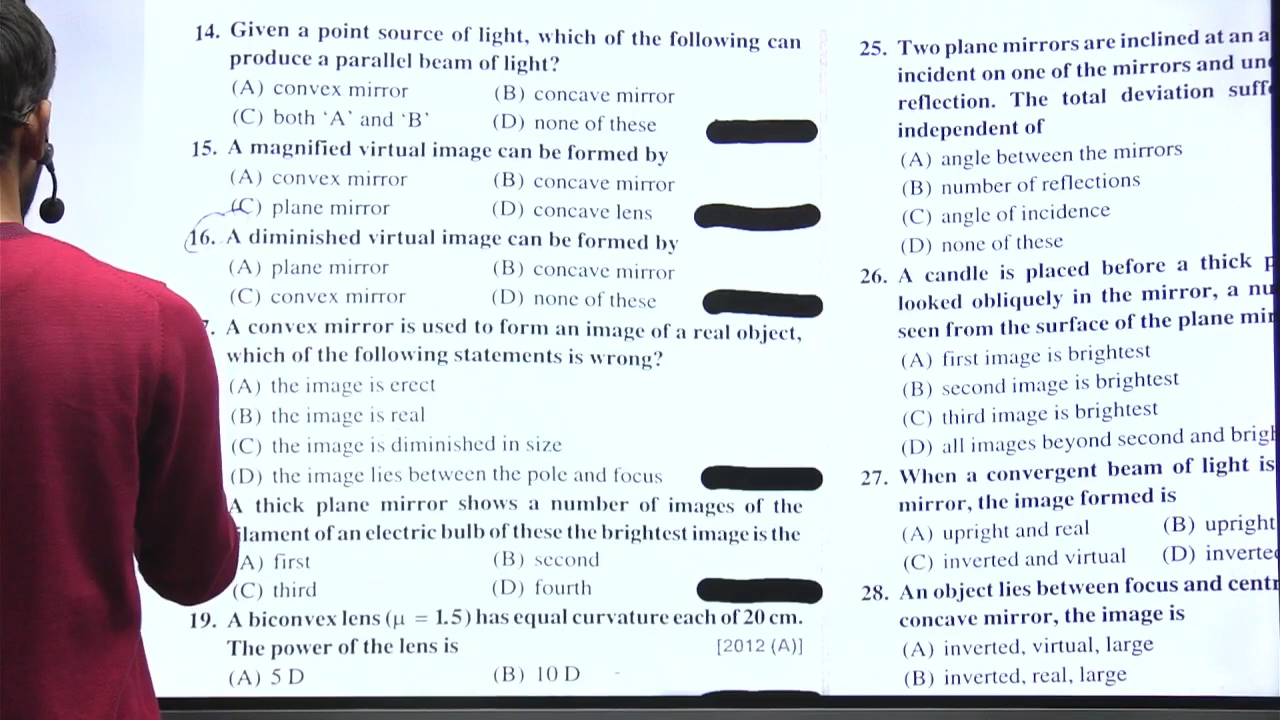 14. Given a point source of light, which of the following can
produce a parallel beam of light?
(A) convex mirror (B) concave mirror
(C) both ‘A’ and ‘B’ (D) none of these
15. A magnified virtual image can be formed by
(A) convex mirror (B) concave mirror
(C) plane mirror (D) concave lens
16. A diminished virtual image can be formed by
(A) plane mirror (B) concave mirror
(C) convex mirror (D) none of these
7. A convex mirror is used to form an image of a real object,
which of the following statements is wrong?
(A) the image is erect
(B) the image is real
(C) the image is diminished in size
(D) the image lies between the pole and focus
A thick plane mirror shows a number of images of the
ilament of an electric bulb of these the brightest image is the
A) first (B) second
(C) third (D) fourth
19. A biconvex lens (μ = 1.5) has equal curvature each of 20 cm.
The power of the lens is [2012 (A)]
(A) 5 D (B) 10 D
25. Two plane mirrors are inclined at an a
incident on one of the mirrors and
reflection. The total deviation
independent of
(A) angle between the mirrors
(B) number of reflections
(C) angle of incidence
(D) none of these
26. A candle is placed before a thick
looked obliquely in the mirror, a
seen from the surface of the plane
(A) first image is brightest
(B) second image is brightest
(C) third image is brightest
(D) all images beyond second and
27. When a convergent beam of light is
mirror, the image formed is
(A) upright and real (B) upright
(C) inverted and virtual (D)
28. An object lies between focus and
concave mirror, the image is
(A) inverted, virtual, large
(B) inverted, real, large